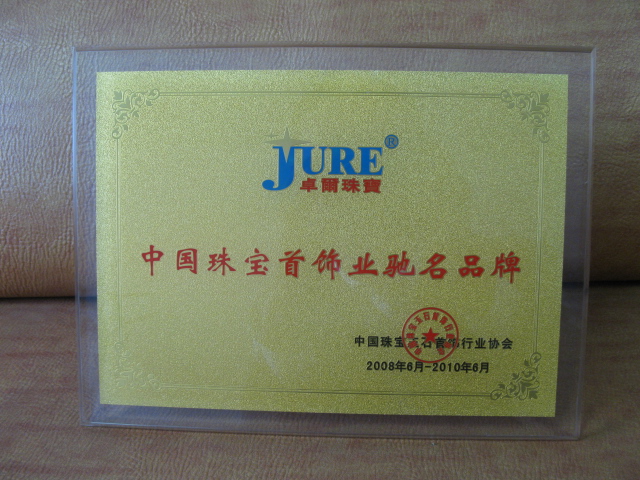 JURE®
卓爾珠寶
中国珠宝首饰业驰名品牌
中国珠宝玉石首饰行业协会
2008年6月-2010年6月